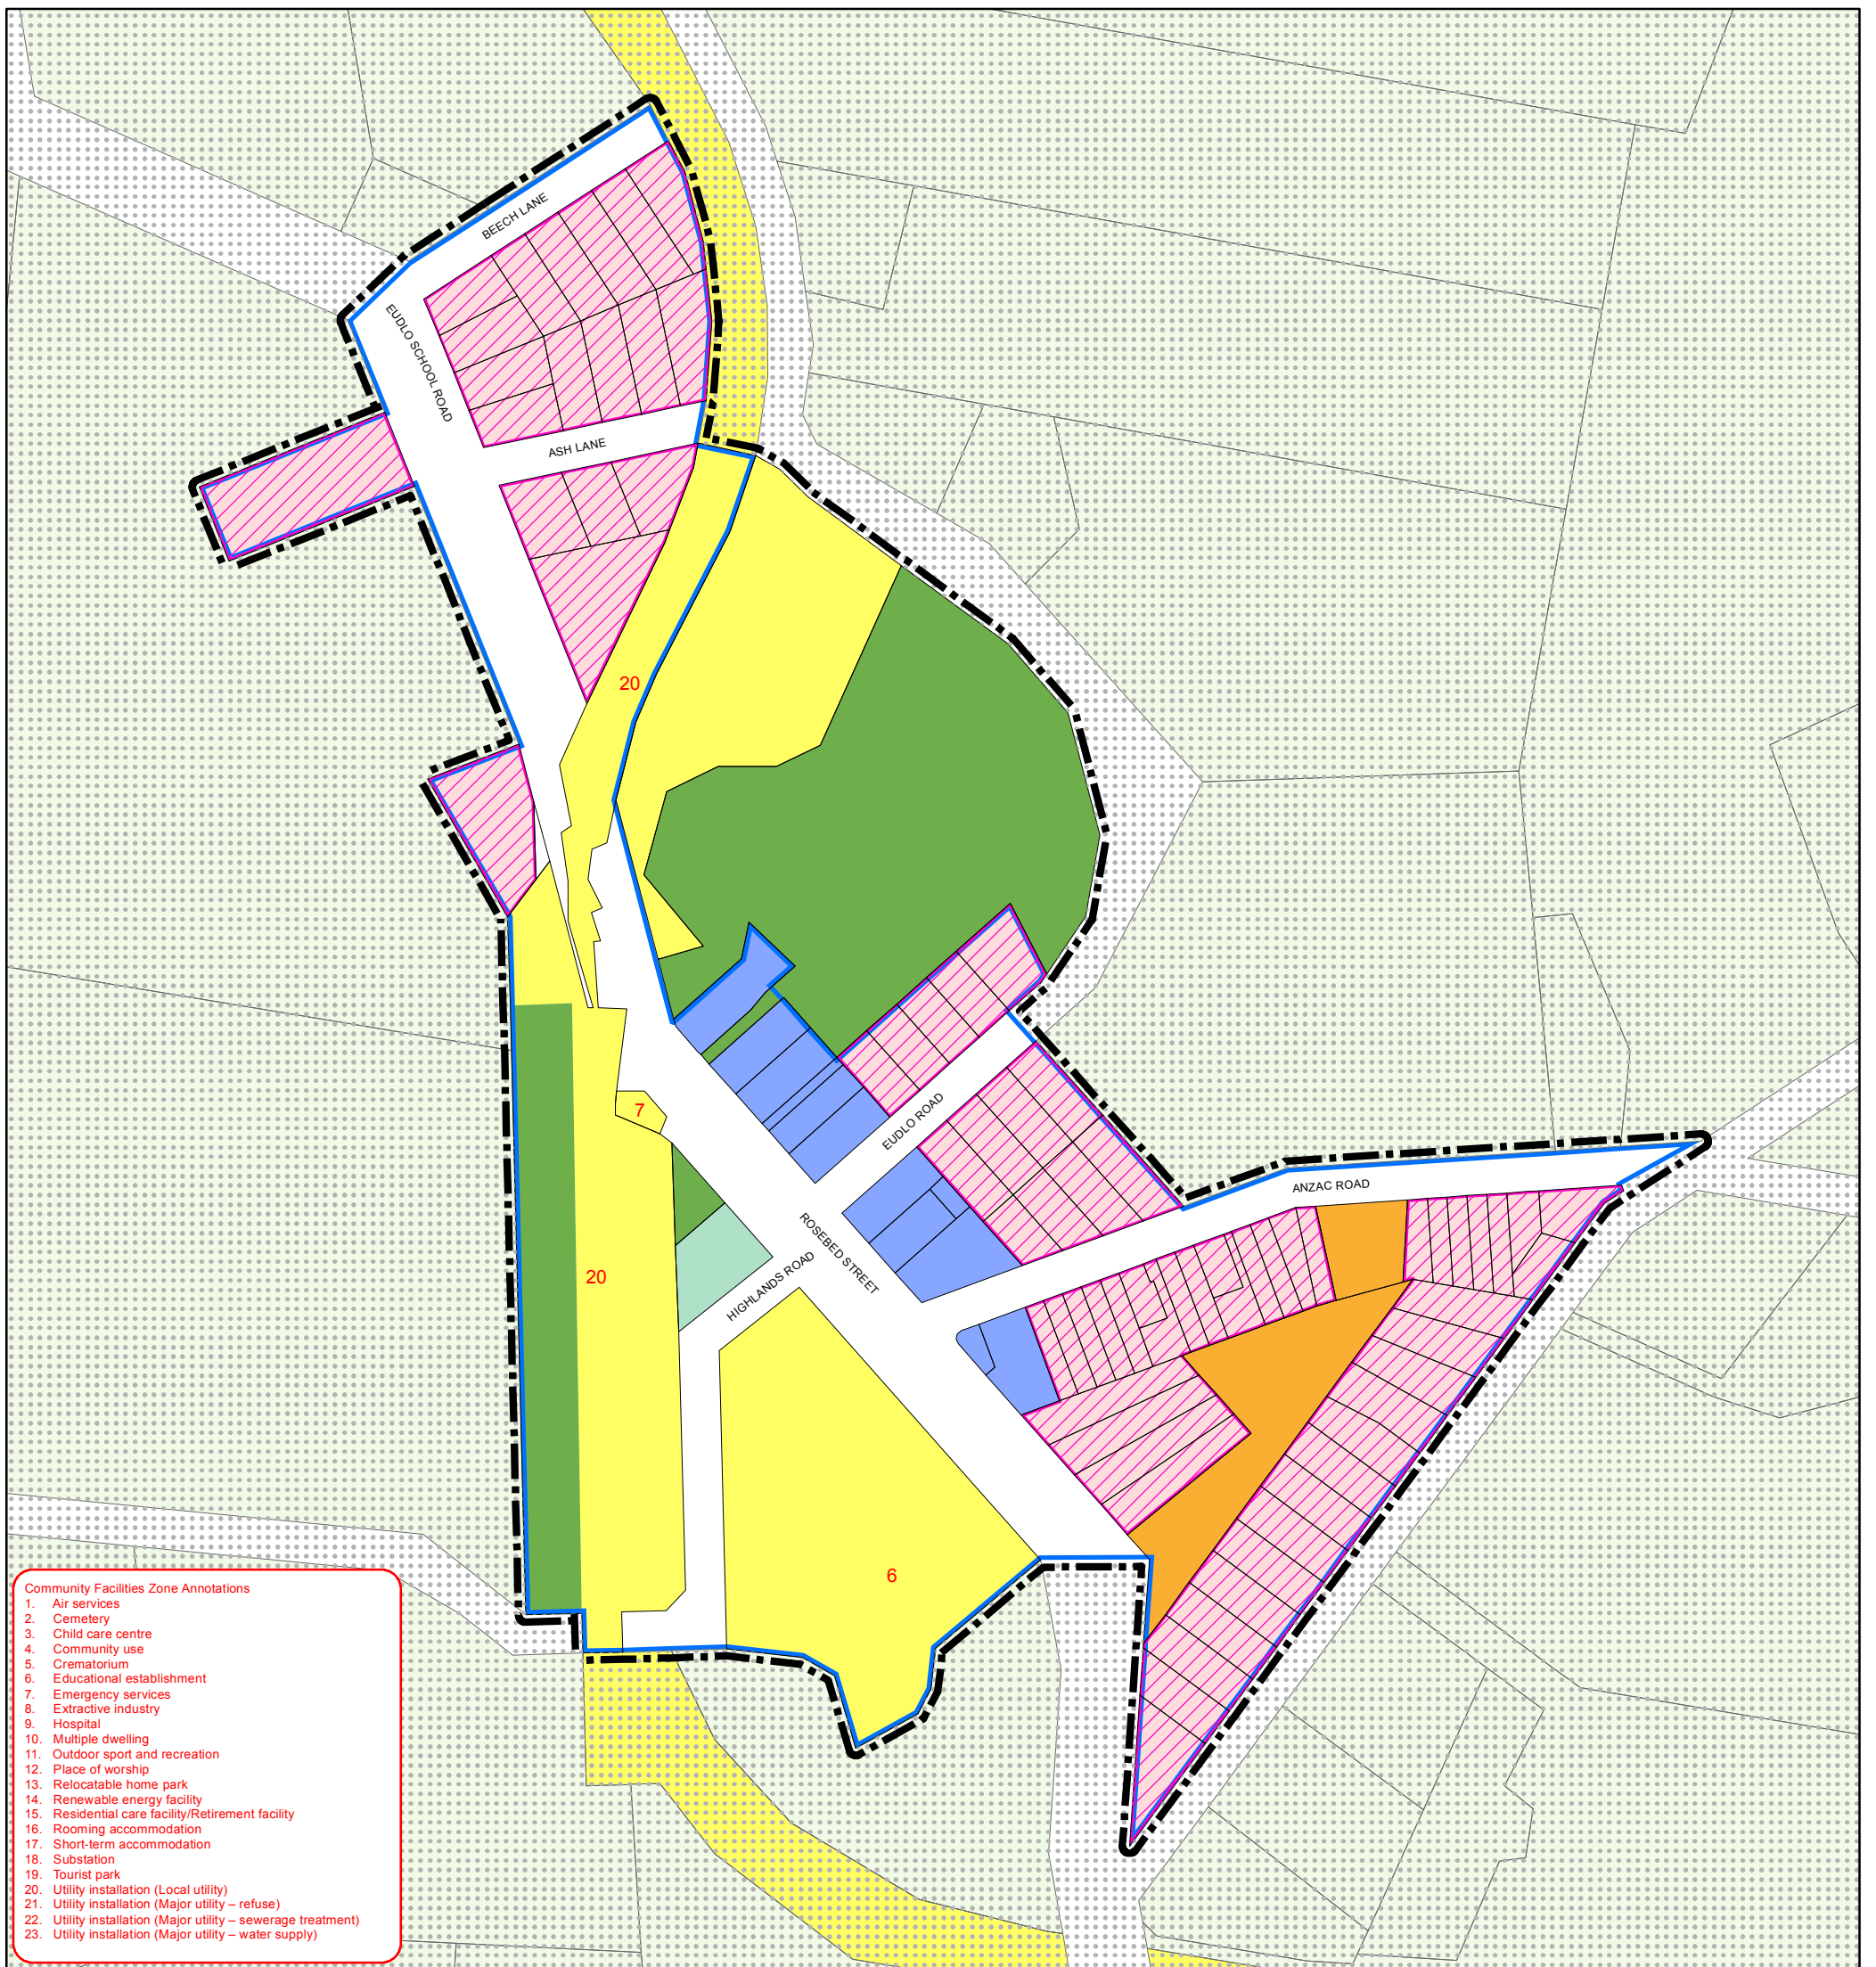 BEECH LANE
EUDLO SCHOOL ROAD
ASH LANE
20
7
EUDLO ROAD
ANZAC ROAD
ROSEBED STREET
HIGHLANDS ROAD
20
6
Community Facilities Zone Annotations
1. Air services
2. Cemetery
3. Child care centre
4. Community use
5. Crematorium
6. Educational establishment
7. Emergency services
8. Extractive industry
9. Hospital
10. Multiple dwelling
11. Outdoor sport and recreation
12. Place of worship
13. Relocatable home park
14. Renewable energy facility
15. Residential care facility/Retirement facility
16. Rooming accommodation
17. Short-term accommodation
18. Substation
19. Tourist park
20. Utility installation (Local utility)
21. Utility installation (Major utility – refuse)
22. Utility installation (Major utility – sewerage treatment)
23. Utility installation (Major utility – water supply)